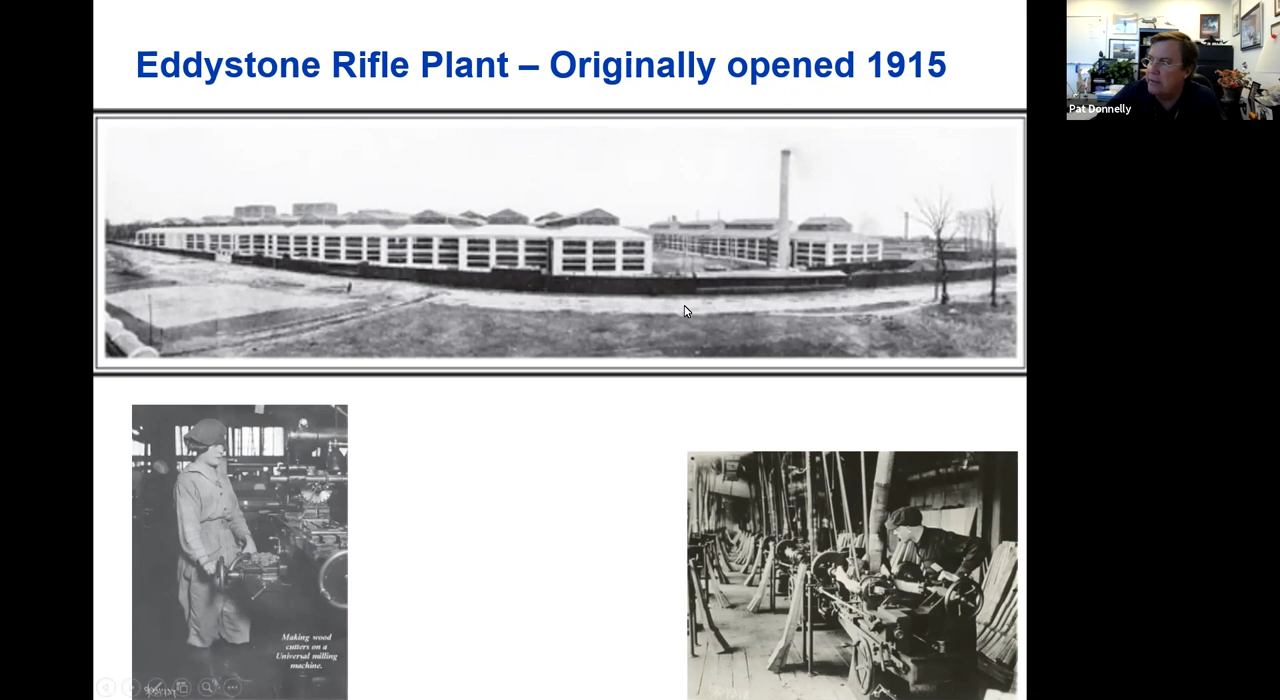 Eddystone Rifle Plant – Originally opened 1915
Pat Donnelly
Making wood
cutters on a
Universal milling
machine.